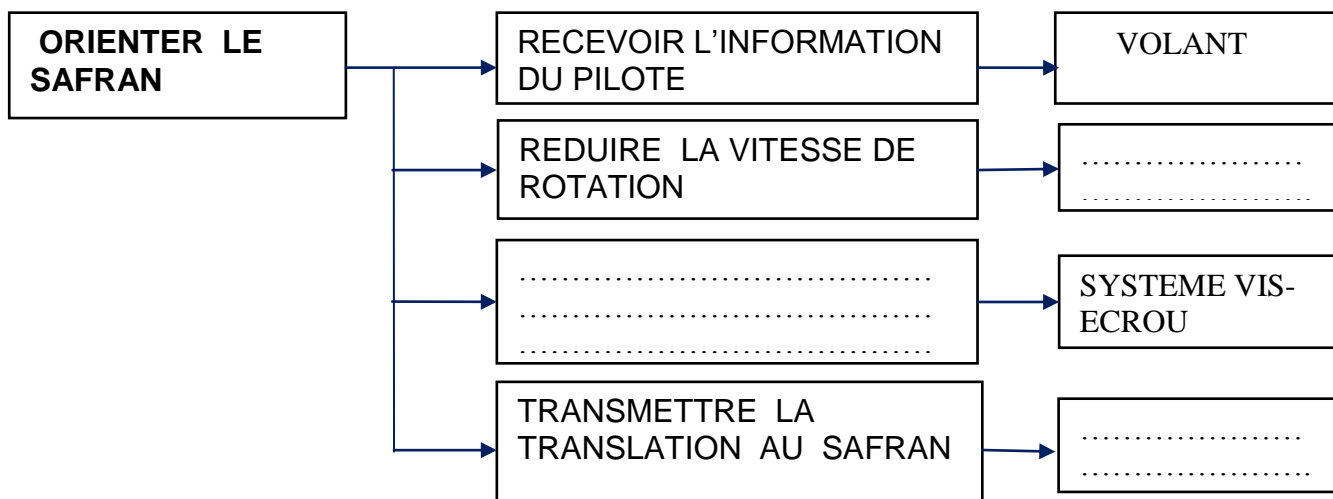 ORIENTER LE
SAFRAN
RECEVOIR L'INFORMATION
DU PILOTE
VOLANT
REDUIRE LA VITESSE DE
ROTATION
…………………
………………….
…………………………………
…………………………………
…………………………………
SYSTEME VIS-
ECROU
TRANSMETTRE LA
TRANSLATION AU SAFRAN
…………………
………………….